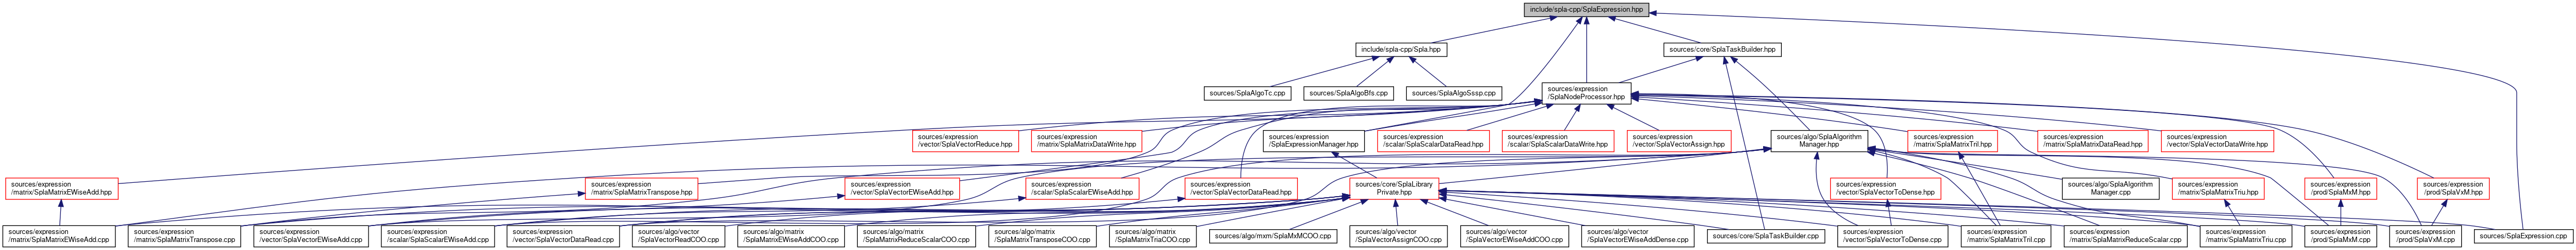 include/spla-cpp/SplaExpression.hpp
include/spla-cpp/Spla.hpp
sources/core/SplaTaskBuilder.hpp
sources/SplaAlgoTc.cpp
sources/SplaAlgoBfs.cpp
sources/SplaAlgoSssp.cpp
sources/expression
/SplaNodeProcessor.hpp
sources/expression
/vector/SplaVectorReduce.hpp
sources/expression
/matrix/SplaMatrixDataWrite.hpp
sources/expression
/SplaExpressionManager.hpp
sources/expression
/scalar/SplaScalarDataRead.hpp
sources/expression
/scalar/SplaScalarDataWrite.hpp
sources/expression
/vector/SplaVectorAssign.hpp
sources/algo/SplaAlgorithm
Manager.hpp
sources/expression
/matrix/SplaMatrixTril.hpp
sources/expression
/matrix/SplaMatrixDataRead.hpp
sources/expression
/vector/SplaVectorDataWrite.hpp
sources/expression
/matrix/SplaMatrixEWiseAdd.hpp
sources/expression
/matrix/SplaMatrixTranspose.hpp
sources/expression
/vector/SplaVectorEWiseAdd.hpp
sources/expression
/scalar/SplaScalarEWiseAdd.hpp
sources/expression
/vector/SplaVectorDataRead.hpp
sources/core/SplaLibrary
Private.hpp
sources/expression
/vector/SplaVectorToDense.hpp
sources/algo/SplaAlgorithm
Manager.cpp
sources/expression
/matrix/SplaMatrixTriu.hpp
sources/expression
/prod/SplaMxM.hpp
sources/expression
/prod/SplaVxM.hpp
sources/expression
/matrix/SplaMatrixEWiseAdd.cpp
sources/expression
/matrix/SplaMatrixTranspose.cpp
sources/expression
/vector/SplaVectorEWiseAdd.cpp
sources/expression
/scalar/SplaScalarEWiseAdd.cpp
sources/expression
/vector/SplaVectorDataRead.cpp
sources/algo/vector
/SplaVectorReadCOO.cpp
sources/algo/matrix
/SplaMatrixEWiseAddCOO.cpp
sources/algo/matrix
/SplaMatrixReduceScalarCOO.cpp
sources/algo/matrix
/SplaMatrixTransposeCOO.cpp
sources/algo/matrix
/SplaMatrixTriaCOO.cpp
sources/algo/mxm/SplaMxMCOO.cpp
sources/algo/vector
/SplaVectorAssignCOO.cpp
sources/algo/vector
/SplaVectorEWiseAddCOO.cpp
sources/algo/vector
/SplaVectorEWiseAddDense.cpp
sources/core/SplaTaskBuilder.cpp
sources/expression
/vector/SplaVectorToDense.cpp
sources/expression
/matrix/SplaMatrixTril.cpp
sources/expression
/matrix/SplaMatrixReduceScalar.cpp
sources/expression
/matrix/SplaMatrixTriu.cpp
sources/expression
/prod/SplaMxM.cpp
sources/expression
/prod/SplaVxM.cpp
sources/SplaExpression.cpp